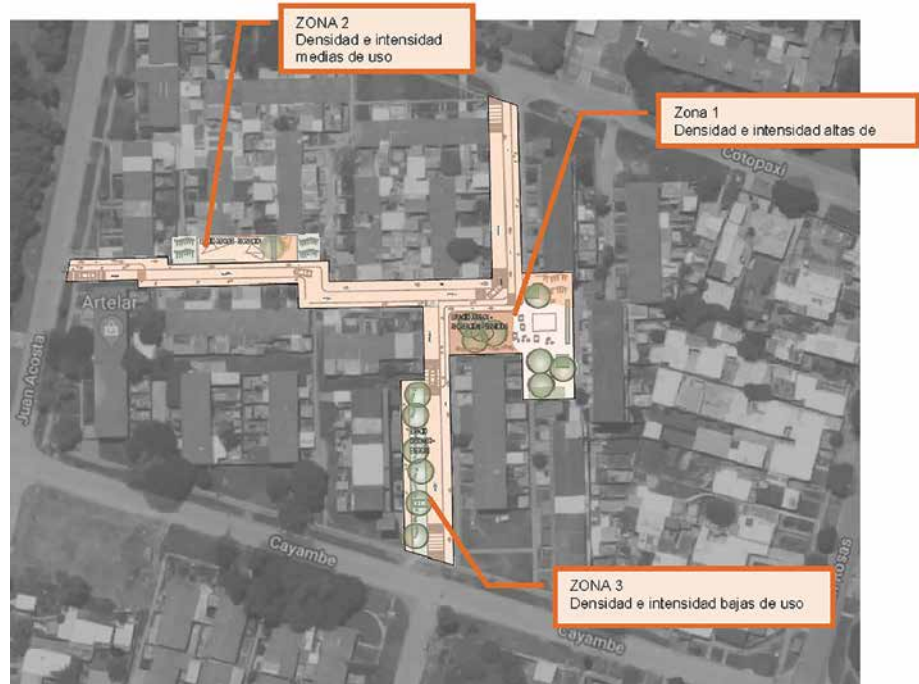 ZONA 2
Densidad e intensidad
medias de uso
Zona 1
Densidad e intensidad altas de
Cotopaxi
Artelar
Juan Acosta
Cayambe
ZONA 3
Densidad e intensidad bajas de uso
Cayambe